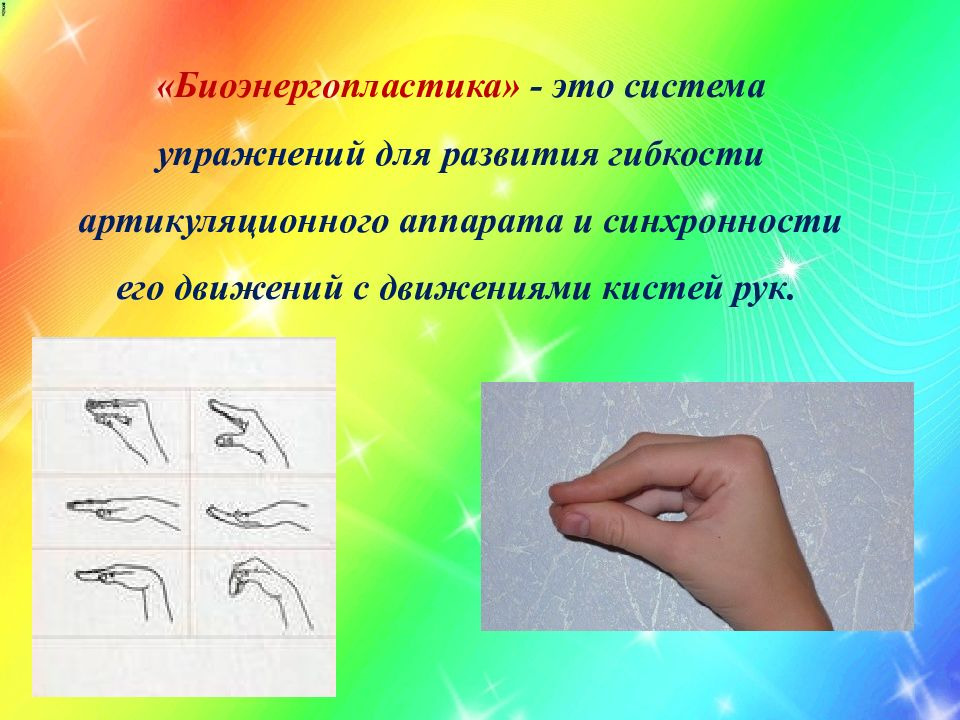 «Биоэнергопластика» - это система
упражнений для развития гибкости
артикуляционного аппарата и синхронности
его движений с движениями кистей рук.